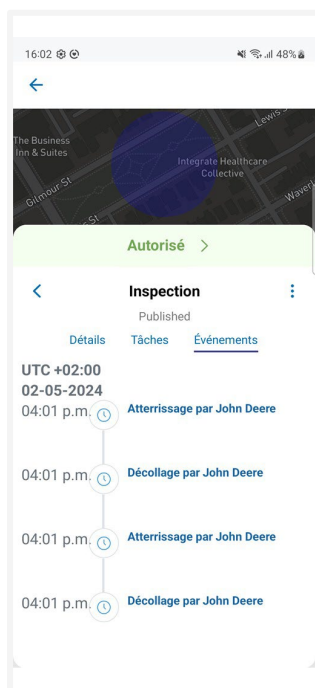 16:02
48%
Lewis
The Business
Inn & Suites
Integrate Healthcare
Collective
Gilmour St
Waverl
St
Autorisé
Inspection
Published
Détails Tâches Événements
UTC +02:00
02-05-2024
04:01 p.m. Atterrissage par John Deere
04:01 p.m. Décollage par John Deere
04:01 p.m. Atterrissage par John Deere
04:01 p.m. Décollage par John Deere